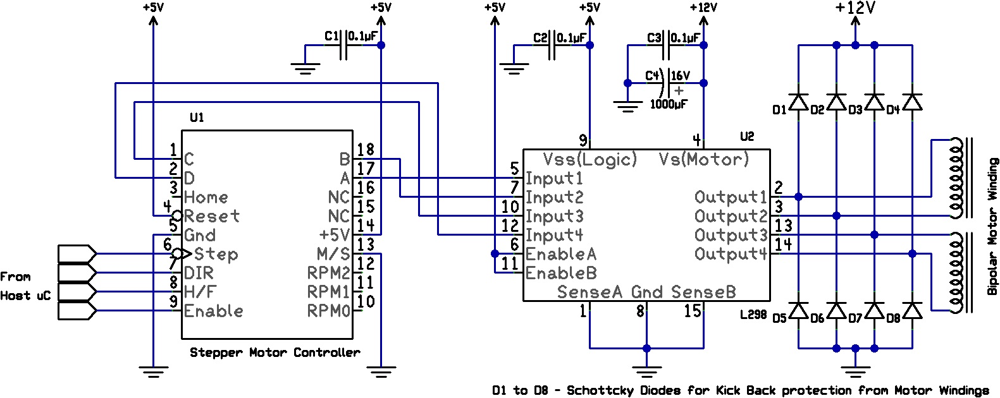 +5V
+5V
+5V
+5V
+12V
+12V
C1 0.1µF
C2 0.1µF
C3 0.1µF
C4 16V
+
1000µF
D1 D2 D3 D4
U1
1 C
2 D
3 Home
4 Reset
5 Gnd
6 Step
7 DIR
8 H/F
9 Enable
B 18
A 17
NC 16
NC 15
+5V 14
M/S 13
RPM2 12
RPM1 11
RPM0 10
Stepper Motor Controller
From
Host uC
U2
9 4
Vss(Logic) Vs(Motor)
5 Input1
7 Input2
10 Input3
12 Input4
6 EnableA
11 EnableB
Output1 2
Output2 3
Output3 13
Output4 14
SenseA Gnd SenseB
1 8 15
L298
D5 D6 D7 D8
Bipolar Motor Winding
D1 to D8 - Schottcky Diodes for Kick Back protection from Motor Windings